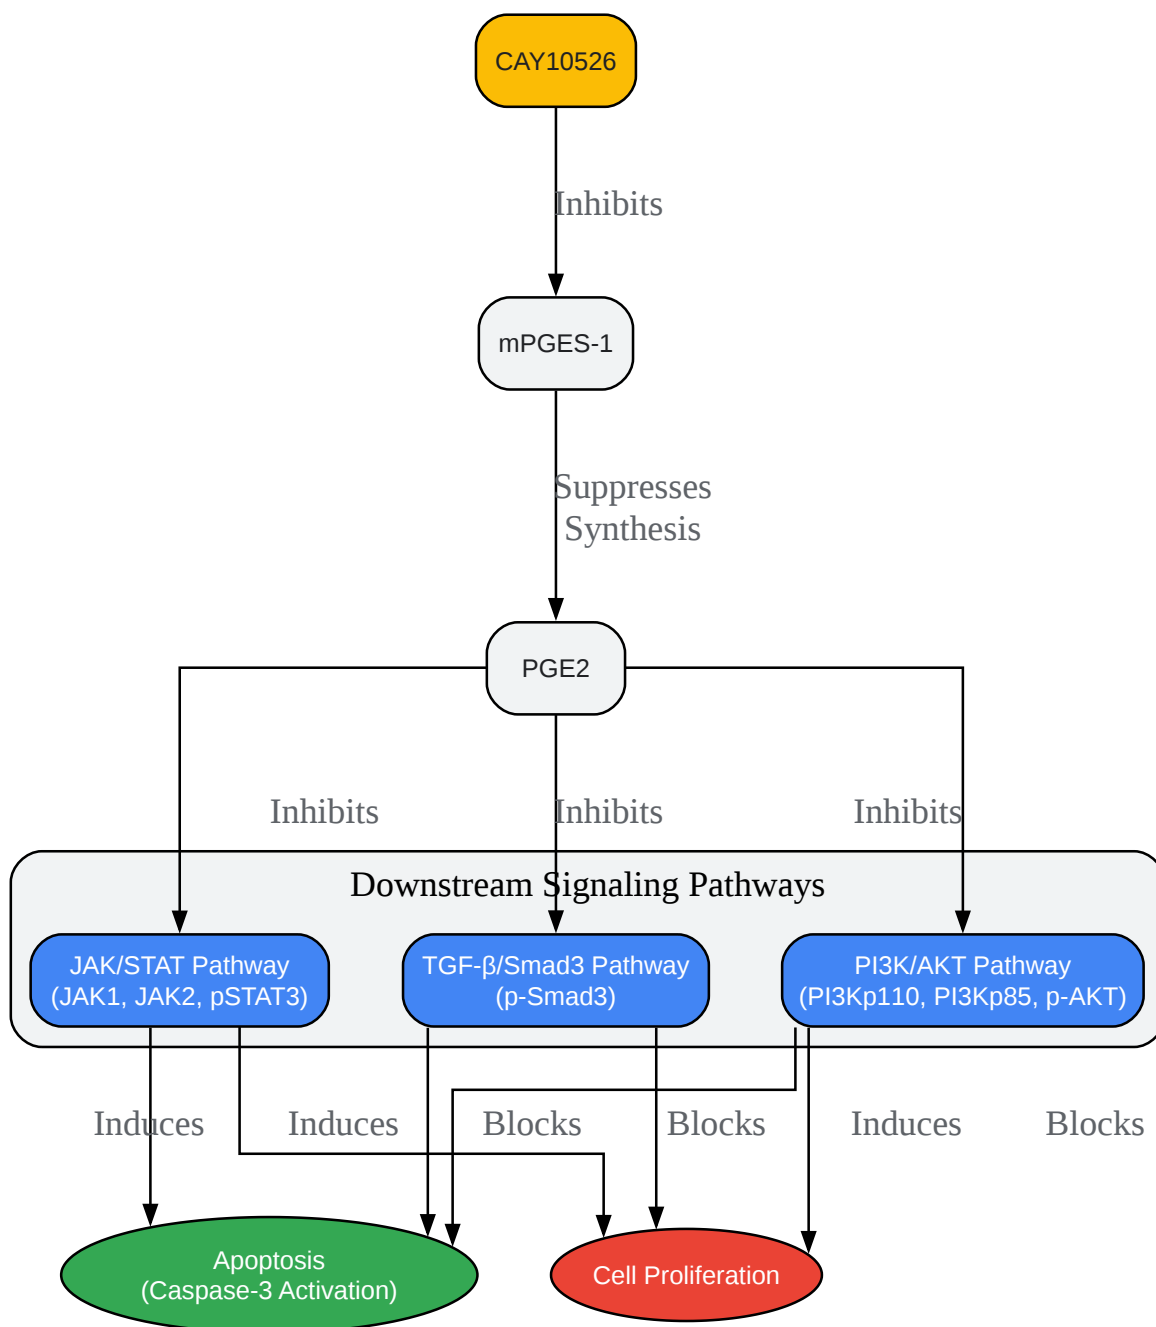 CAY10526
Inhibits
mPGES-1
Suppresses
Synthesis
PGE2
Inhibits
Inhibits
Inhibits
Downstream Signaling Pathways
JAK/STAT Pathway
(JAK1, JAK2, pSTAT3)
TGF-β/Smad3 Pathway
(p-Smad3)
PI3K/AKT Pathway
(PI3Kp110, PI3Kp85, p-AKT)
Induces
Induces
Blocks
Blocks
Induces
Blocks
Apoptosis
(Caspase-3 Activation)
Cell Proliferation